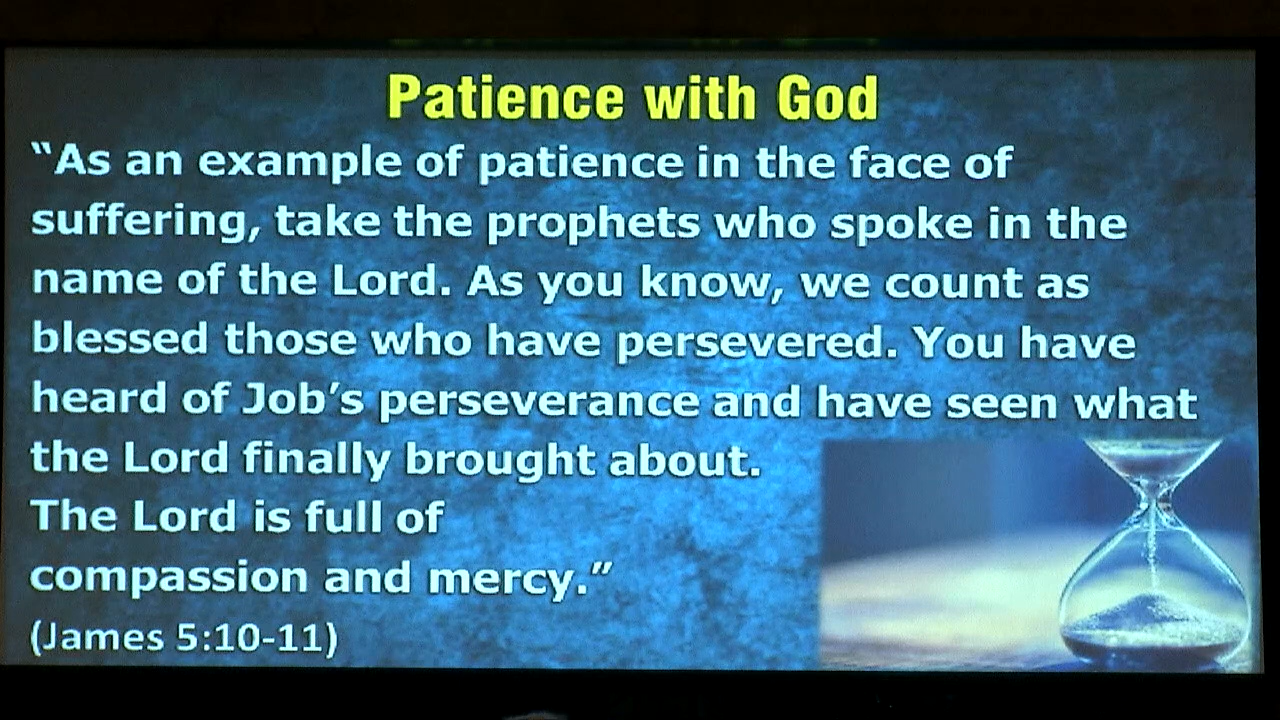 Patience with God
“As an example of patience in the face of
suffering, take the prophets who spoke in the
name of the Lord. As you know, we count as
blessed those who have persevered. You have
heard of Job’s perseverance and have seen what
the Lord finally brought about.
The Lord is full of
compassion and mercy.”
(James 5:10-11)